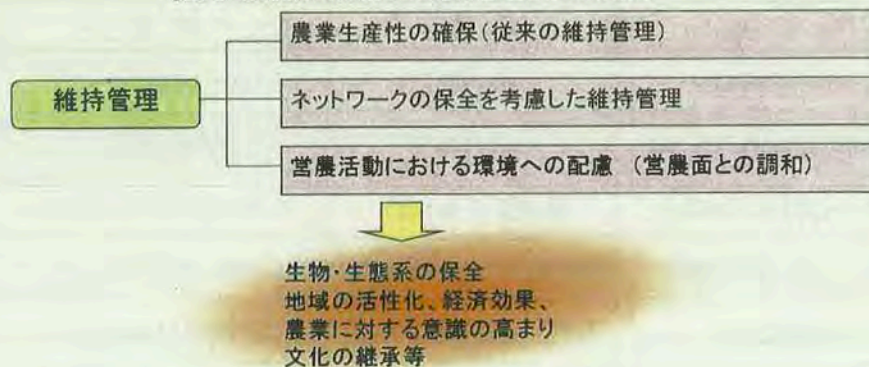 農業生産性の確保(従来の維持管理)
維持管理
ネットワークの保全を考慮した維持管理
営農活動における環境への配慮 (営農面との調和)
生物・生態系の保全
地域の活性化、経済効果、
農業に対する意識の高まり
文化の継承等